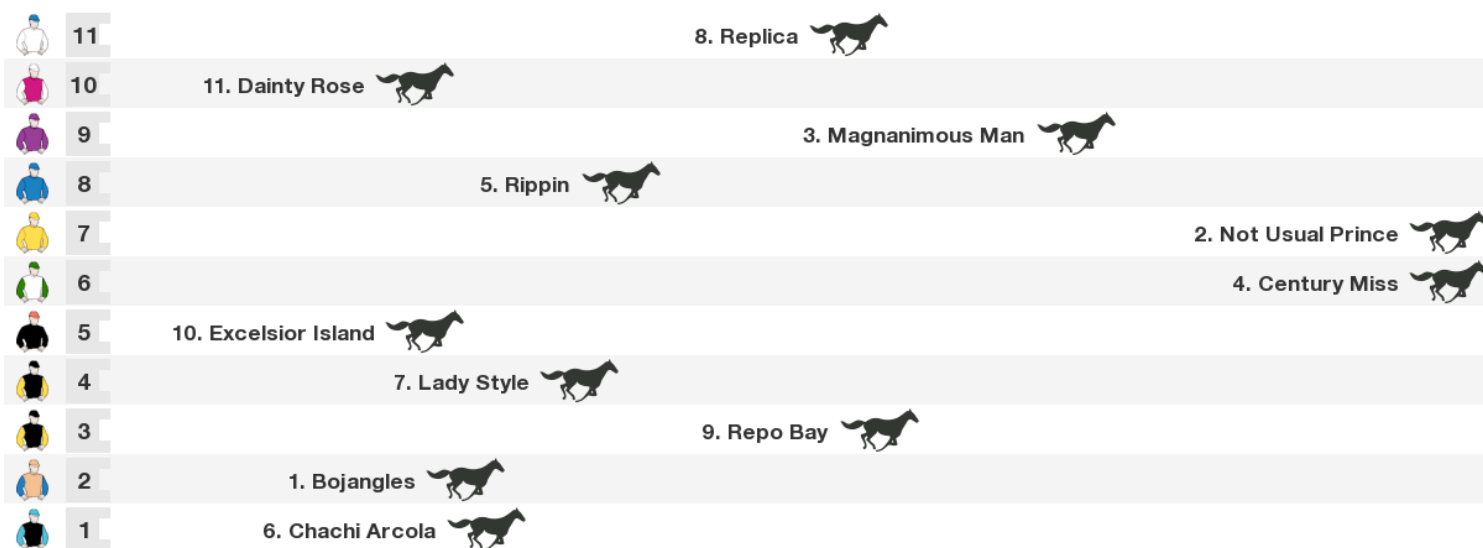 11 8. Replica
10 11. Dainty Rose
9 3. Magnanimous Man
8 5. Rippin
7 2. Not Usual Prince
6 4. Century Miss
5 10. Excelsior Island
4 7. Lady Style
3 9. Repo Bay
2 1. Bojangles
1 6. Chachi Arcola